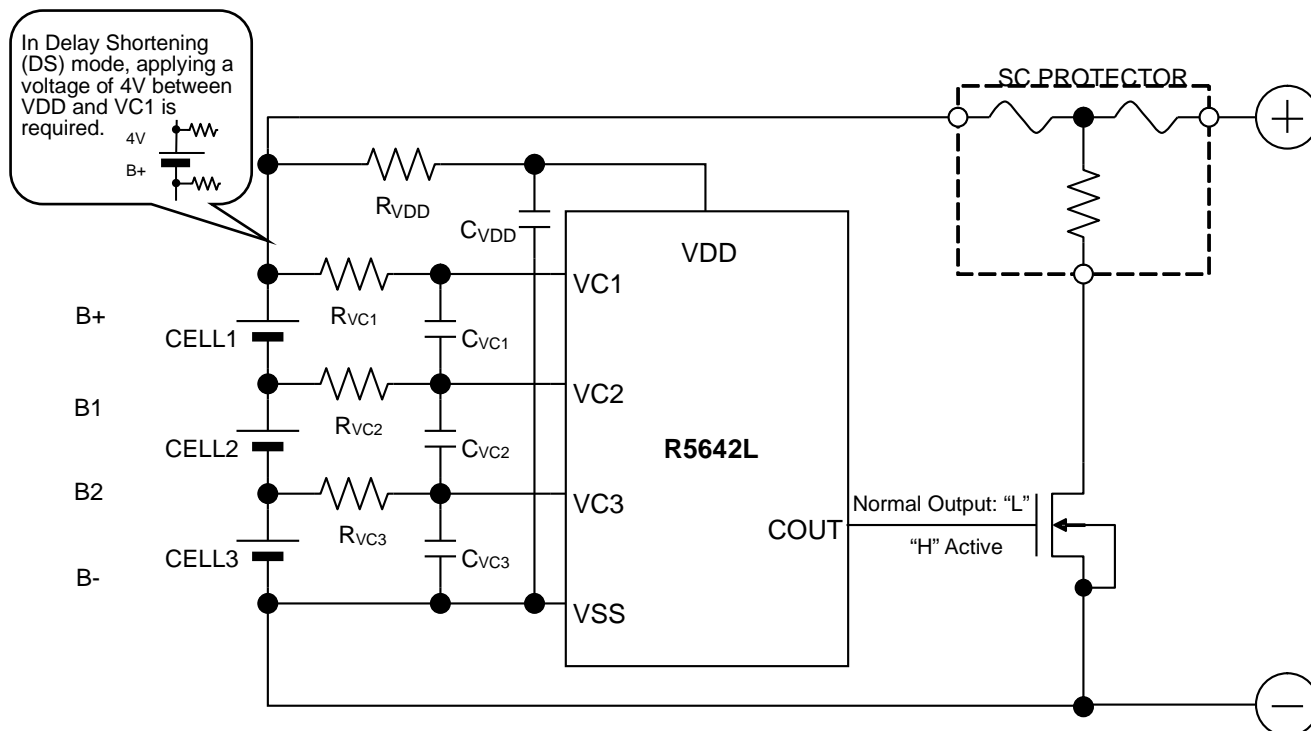 In Delay Shortening
(DS) mode, applying a
voltage of 4V between
VDD and VC1 is
required.
4V
B+
SC PROTECTOR
+
RVDD
CVDD
VDD
VC1
B+
RVC1
CELL1
CVC1
VC2
B1
RVC2
CELL2
CVC2
R5642L
B2
VC3
RVC3
Normal Output: “L”
COUT
“H” Active
CELL3
CVC3
B-
VSS
−